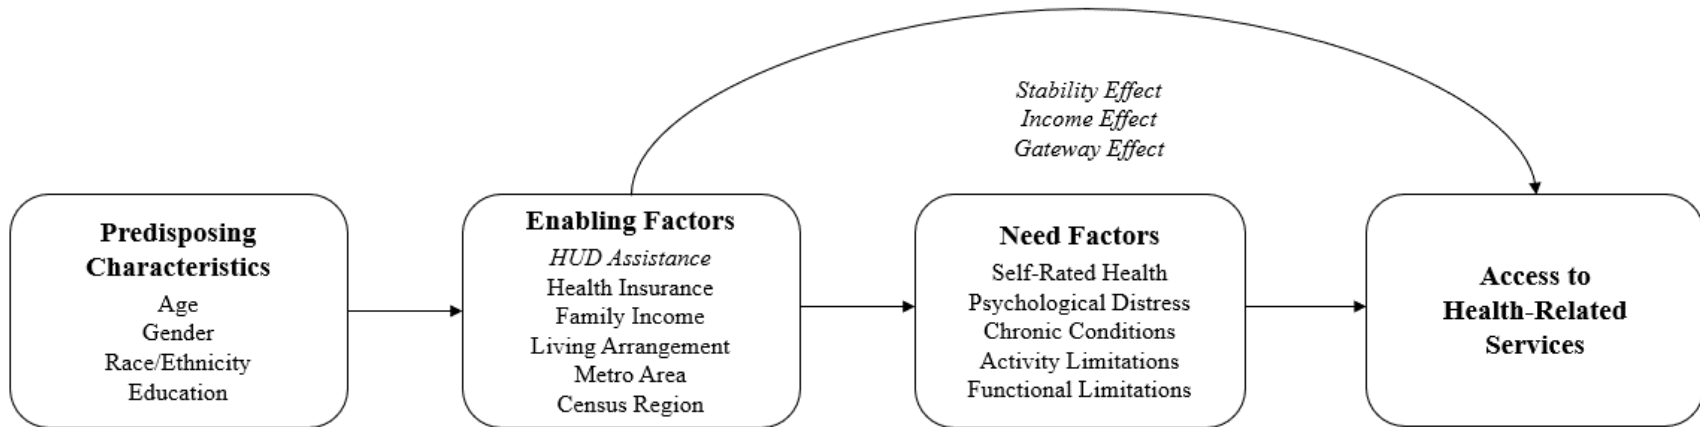 Stability Effect
Income Effect
Gateway Effect
Predisposing
Characteristics
Age
Gender
Race/Ethnicity
Education
Enabling Factors
HUD Assistance
Health Insurance
Family Income
Living Arrangement
Metro Area
Census Region
Need Factors
Self-Rated Health
Psychological Distress
Chronic Conditions
Activity Limitations
Functional Limitations
Access to
Health-Related
Services